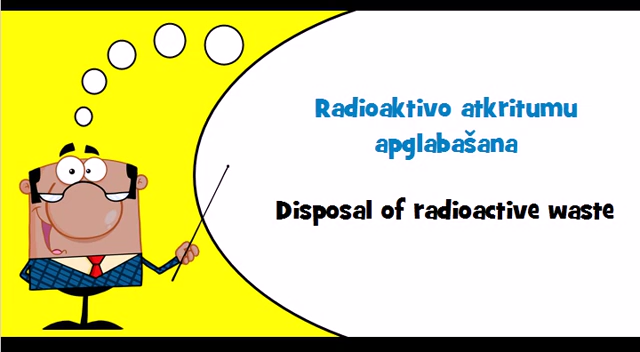 Radioaktivo atkritumu
apglabašana
Disposal of radioactive waste